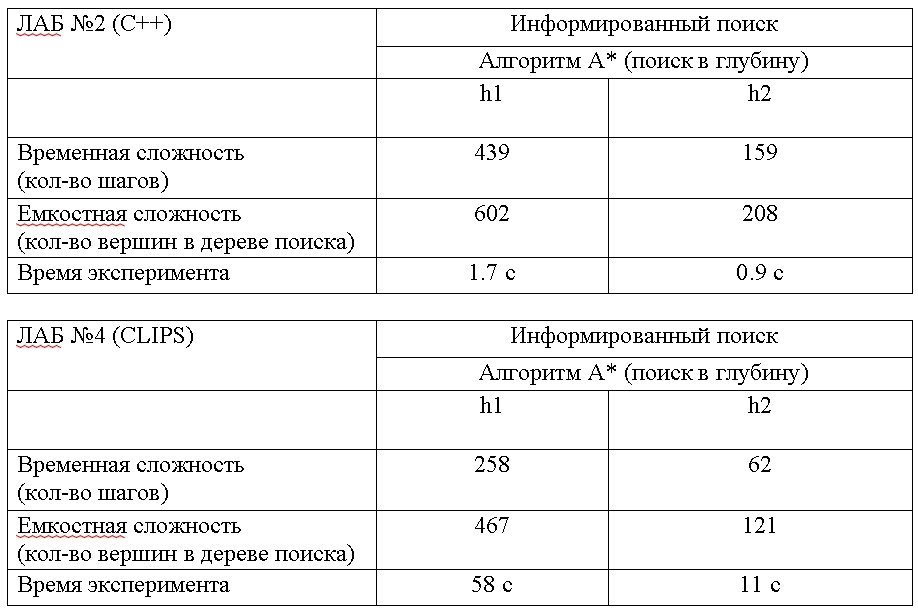 ЛАБ №2 (C++)
Информированный поиск
Алгоритм A* (поиск в глубину)
h1
h2
Временная сложность
(кол-во шагов)
439
159
Емкостная сложность
(кол-во вершин в дереве поиска)
602
208
Время эксперимента
1.7 с
0.9 с
ЛАБ №4 (CLIPS)
Информированный поиск
Алгоритм A* (поиск в глубину)
h1
h2
Временная сложность
(кол-во шагов)
258
62
Емкостная сложность
(кол-во вершин в дереве поиска)
467
121
Время эксперимента
58 с
11 с